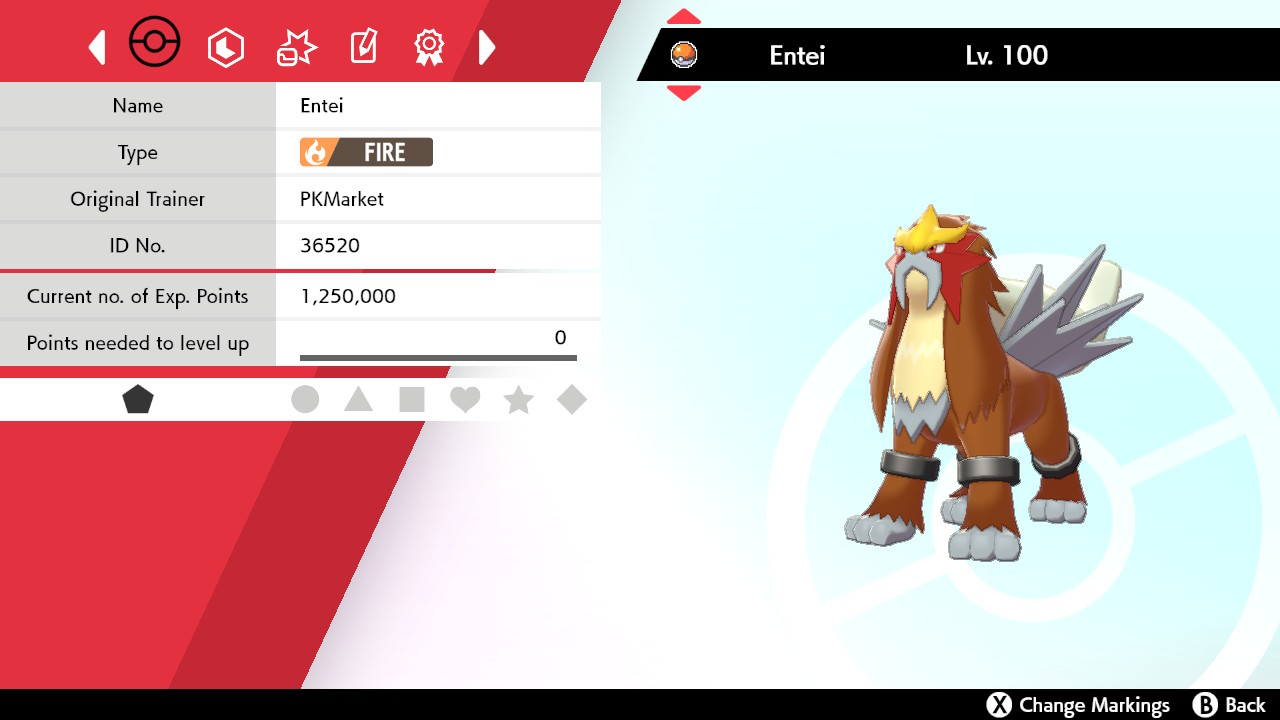 Entei Lv. 100
Name Entei
Type FIRE
Original Trainer PKMarket
ID No. 36520
Current no. of Exp. Points 1,250,000
Points needed to level up 0
X Change Markings B Back